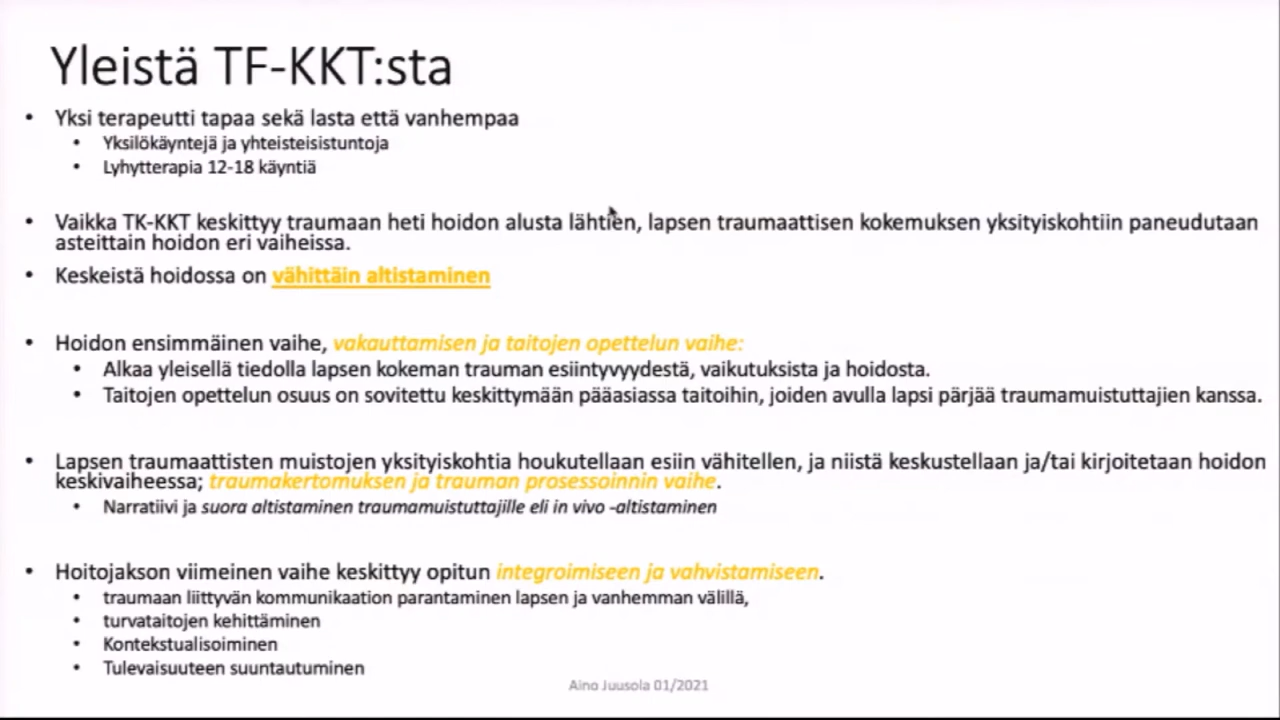 Yleistä TF-KKT:sta
• Yksi terapeutti tapaa sekä lasta että vanhempaa
• Yksilökäyntejä ja yhteisteisistuntoja
• Lyhytterapia 12-18 käyntiä
• Vaikka TK-KKT keskittyy traumaan heti hoidon alusta lähtien, lapsen traumaattisen kokemuksen yksityiskohtiin paneudutaan
asteittain hoidon eri vaiheissa.
• Keskeistä hoidossa on vähittäin altistaminen
• Hoidon ensimmäinen vaihe, vakauttamisen ja taitojen opettelun vaihe:
• Alkaa yleisellä tiedolla lapsen kokeman trauman esiintyvyydestä, vaikutuksista ja hoidosta.
• Taitojen opettelun osuus on sovitettu keskittymään pääasiassa taitoihin, joiden avulla lapsi pärjää traumamuistuttajien kanssa.
• Lapsen traumaattisten muistojen yksityiskohtia houkutellaan esiin vähitellen, ja niistä keskustellaan ja/tai kirjoitetaan hoidon
keskivaiheessa; traumakertomuksen ja trauman prosessoinnin vaihe.
• Narratiivi ja suora altistaminen traumamuistuttajille eli in vivo -altistaminen
• Hoitojakson viimeinen vaihe keskittyy opitun integroimiseen ja vahvistamiseen.
• traumaan liittyvän kommunikaation parantaminen lapsen ja vanhemman välillä,
• turvataitojen kehittäminen
• Kontekstualisoiminen
• Tulevaisuuteen suuntautuminen
Aino Juusola 01/2021